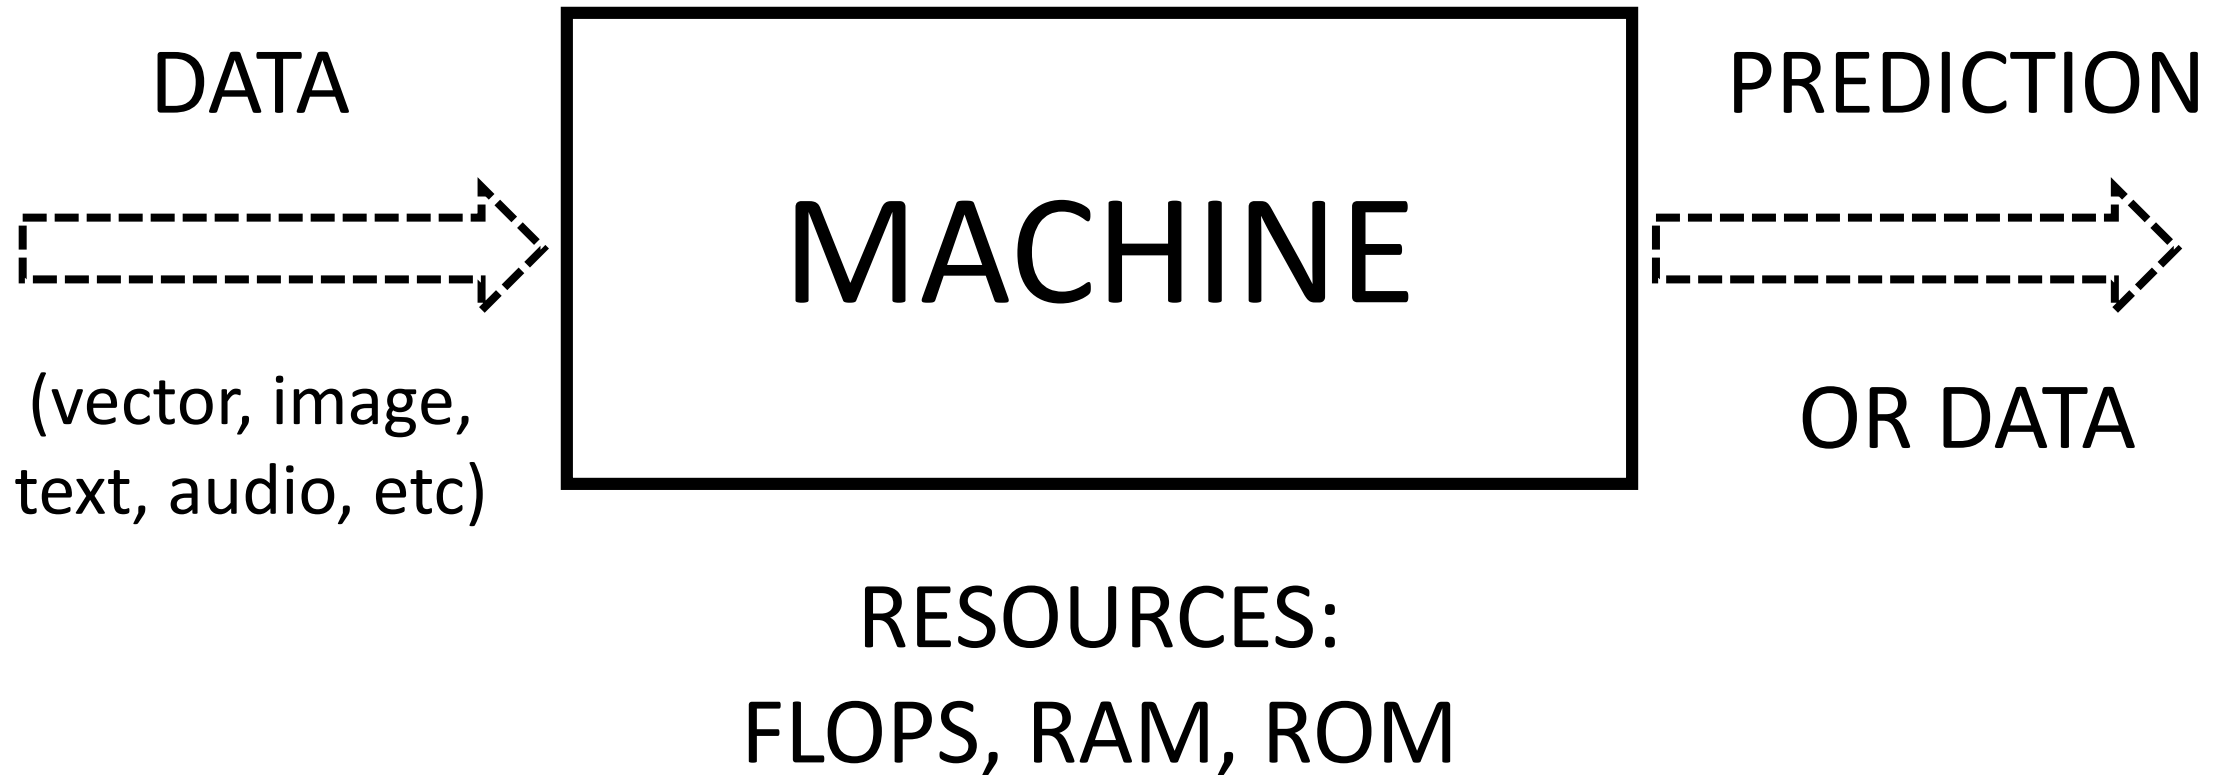 DATA
(vector, image,
text, audio, etc)
MACHINE
PREDICTION
OR DATA
RESOURCES:
FLOPS, RAM, ROM